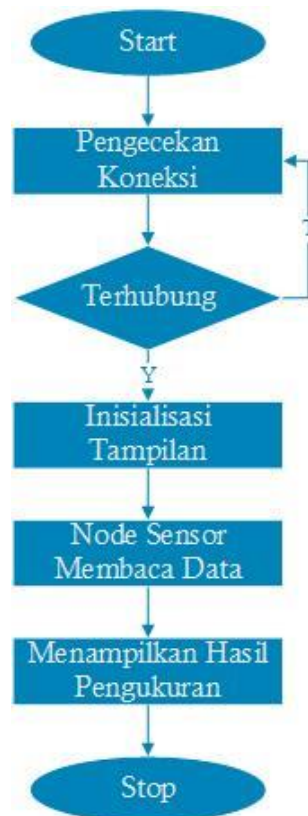 Start
Pengecekan
Koneksi
Terhubung
T
Y
Inisialisasi
Tampilan
Node Sensor
Membaca Data
Menampilkan Hasil
Pengukuran
Stop